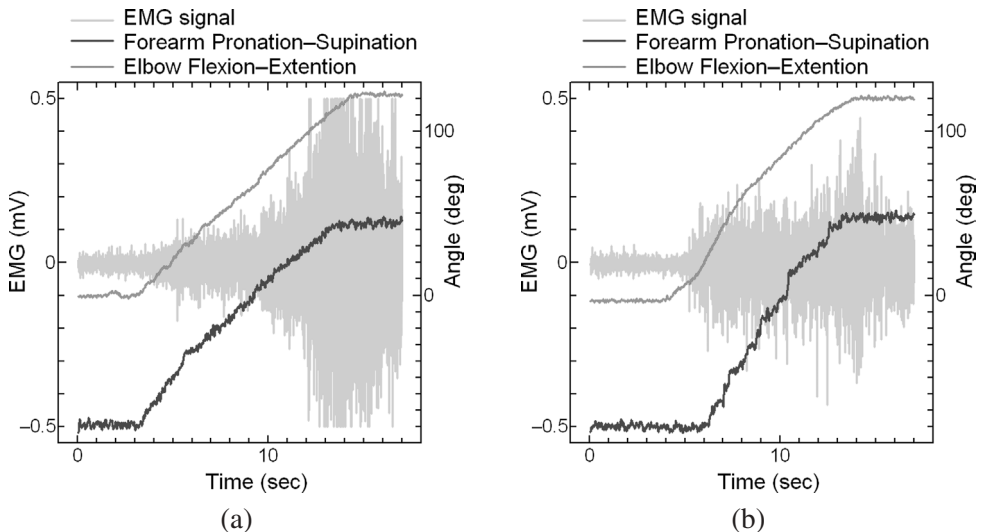 EMG signal
Forearm Pronation–Supination
Elbow Flexion–Extention
0.5
0
−0.5
EMG (mV)
100
0
Angle (deg)
0
10
Time (sec)
(a)
EMG signal
Forearm Pronation–Supination
Elbow Flexion–Extention
0.5
0
−0.5
EMG (mV)
100
0
Angle (deg)
0
10
Time (sec)
(b)